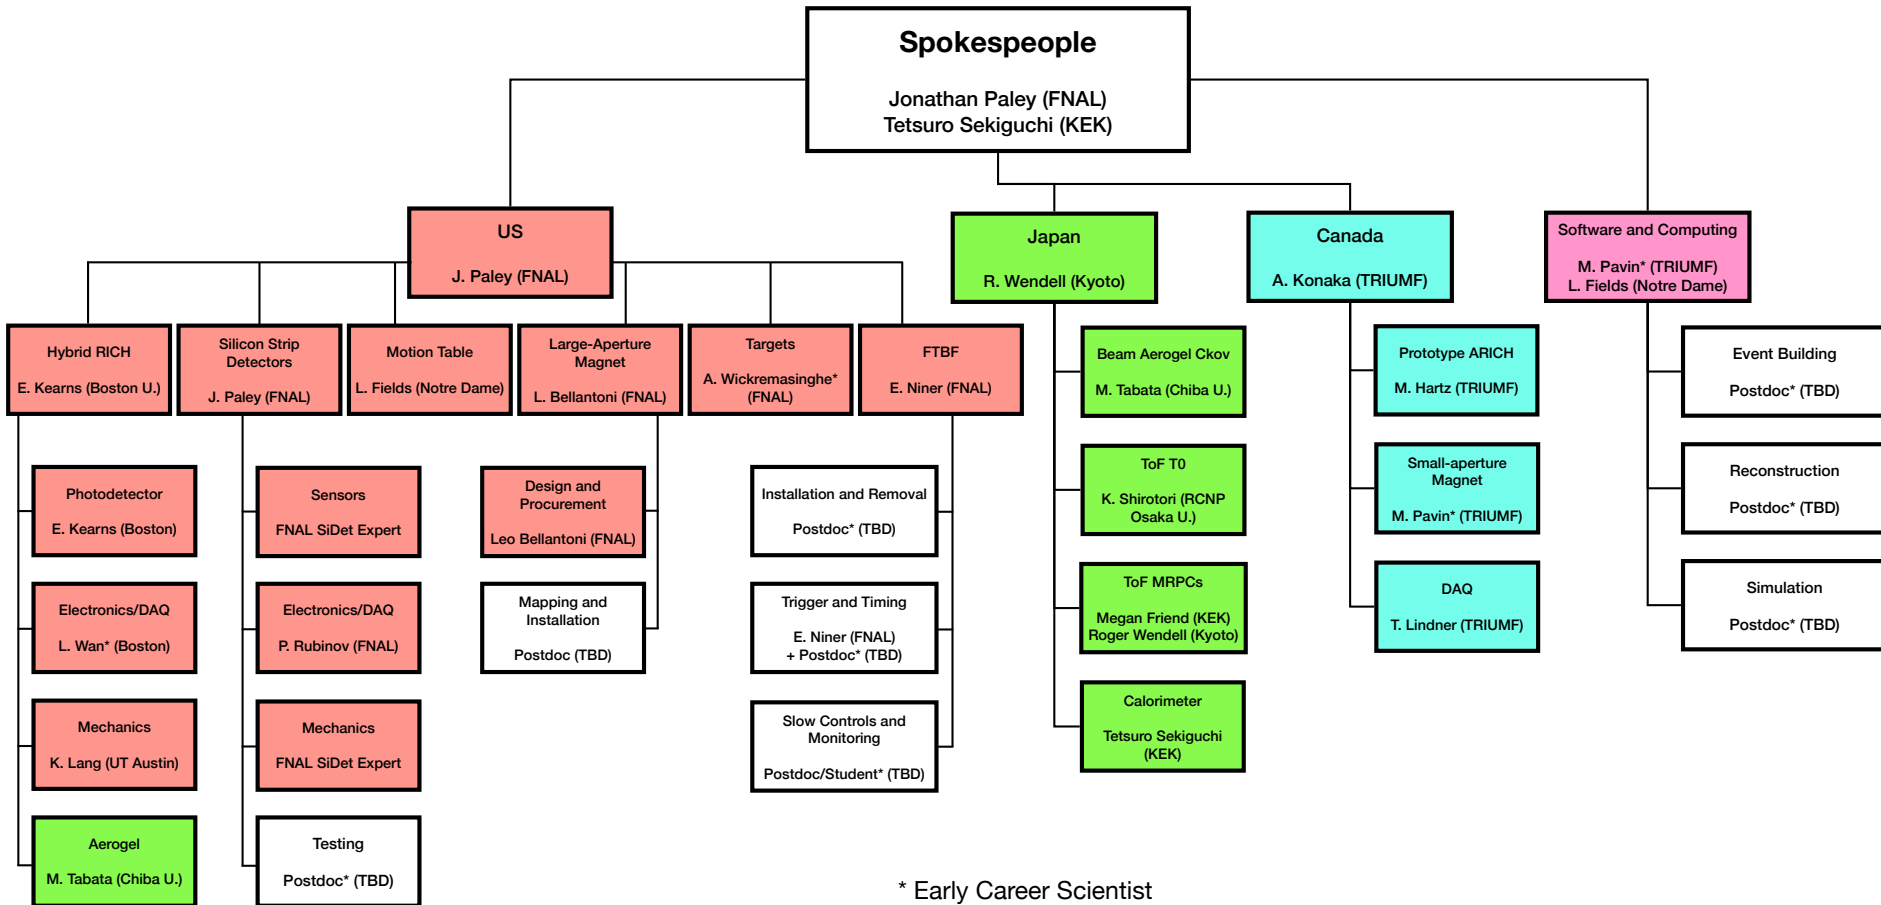 Spokespeople
Jonathan Paley (FNAL)
Tetsuro Sekiguchi (KEK)
US
J. Paley (FNAL)
Japan
R. Wendell (Kyoto)
Canada
A. Konaka (TRIUMF)
Software and Computing
M. Pavin* (TRIUMF)
L. Fields (Notre Dame)
Hybrid RICH
E. Kearns (Boston U.)
Silicon Strip
Detectors
J. Paley (FNAL)
Motion Table
L. Fields (Notre Dame)
Large-Aperture
Magnet
L. Bellantoni (FNAL)
Targets
A. Wickremasinghe*
(FNAL)
FTBF
E. Niner (FNAL)
Beam Aerogel Ckov
M. Tabata (Chiba U.)
Prototype ARICH
M. Hartz (TRIUMF)
Event Building
Postdoc* (TBD)
Photodetector
E. Kearns (Boston)
Sensors
FNAL SiDet Expert
Design and
Procurement
Leo Bellantoni (FNAL)
Installation and Removal
Postdoc* (TBD)
ToF T0
K. Shirotori (RCNP
Osaka U.)
Small-aperture
Magnet
M. Pavin* (TRIUMF)
Reconstruction
Postdoc* (TBD)
Electronics/DAQ
L. Wan* (Boston)
Electronics/DAQ
P. Rubinov (FNAL)
Mapping and
Installation
Postdoc (TBD)
Trigger and Timing
E. Niner (FNAL)
+ Postdoc* (TBD)
ToF MRPCs
Megan Friend (KEK)
Roger Wendell (Kyoto)
DAQ
T. Lindner (TRIUMF)
Simulation
Postdoc* (TBD)
Mechanics
K. Lang (UT Austin)
Mechanics
FNAL SiDet Expert
Slow Controls and
Monitoring
Postdoc/Student* (TBD)
Calorimeter
Tetsuro Sekiguchi
(KEK)
Aerogel
M. Tabata (Chiba U.)
Testing
Postdoc* (TBD)
* Early Career Scientist